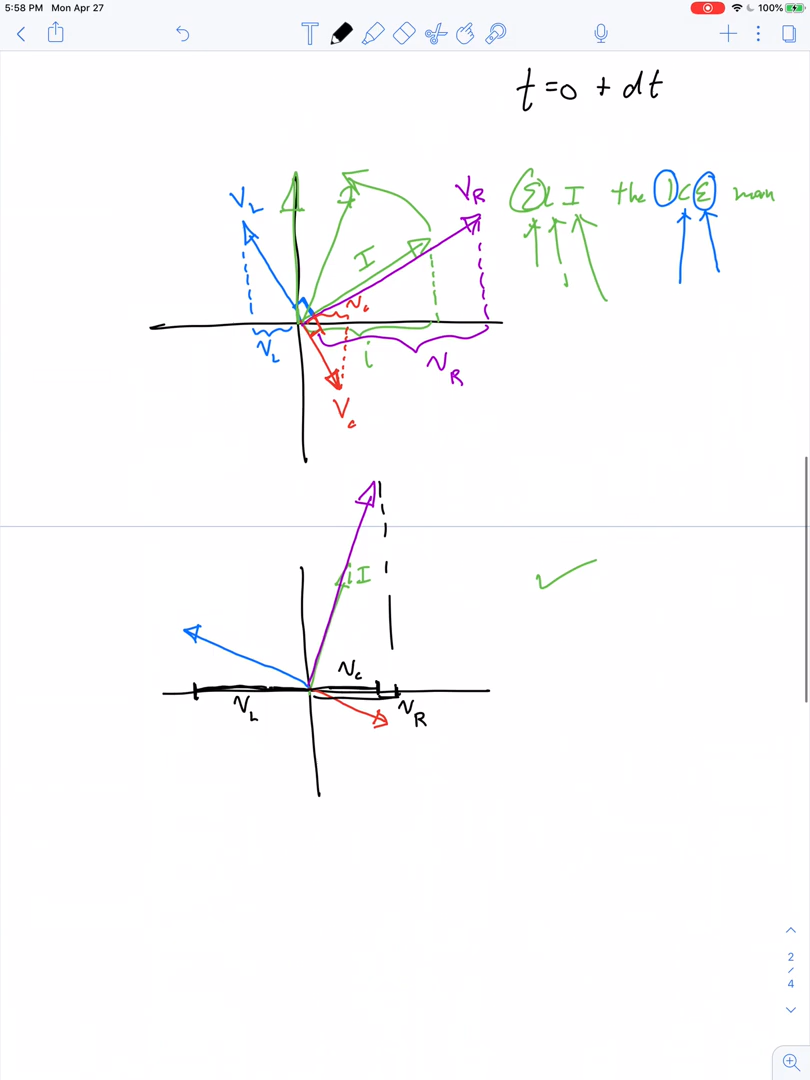 5:58 PM Mon Apr 27
100%
t=0 + dt
V_L
I
V_R
ELI the ICE man
I
v_c
v_L
i
v_R
V_c
i I
v_c
v_L
v_R
2
/
4